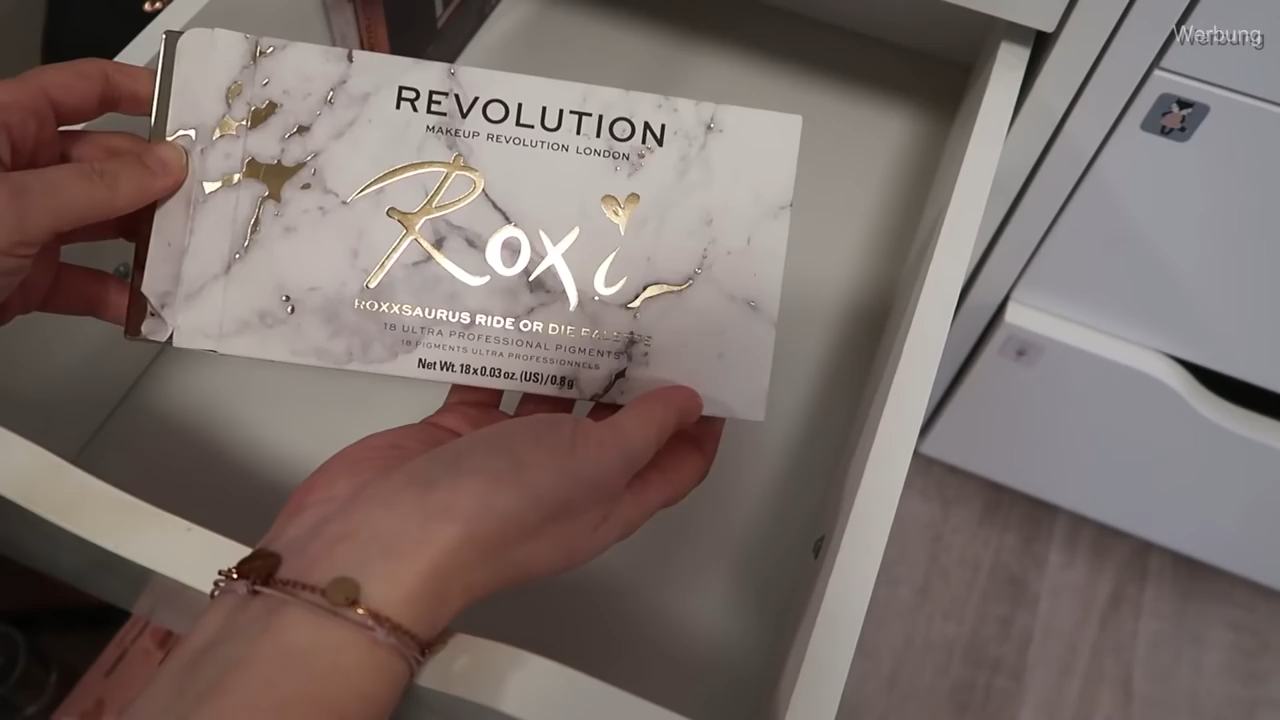 Werbung
REVOLUTION
MAKEUP REVOLUTION LONDON
Roxi
ROXXSAURUS RIDE OR DIE PALETTE
18 ULTRA PROFESSIONAL PIGMENTS
18 PIGMENTS ULTRA PROFESSIONNELS
Net Wt. 18 x 0.03 oz. (US) / 0.8 g